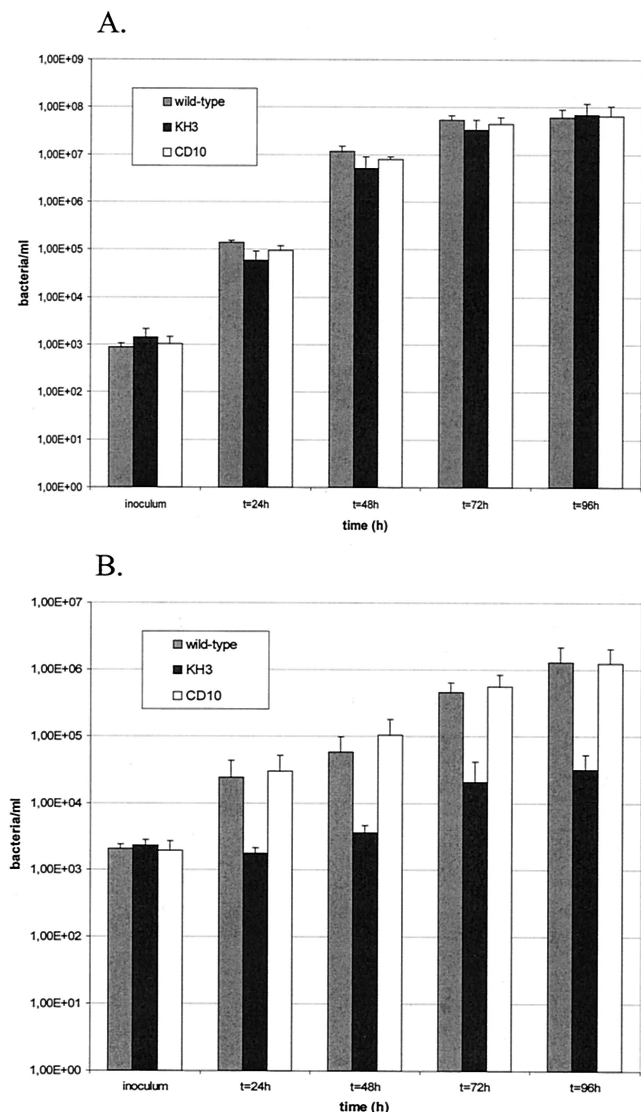 A.
1,00E+09
1,00E+08
1,00E+07
1,00E+06
1,00E+05
1,00E+04
1,00E+03
1,00E+02
1,00E+01
1,00E+00
bacteria/ml
wild-type
KH3
CD10
inoculum t=24h t=48h t=72h t=96h
time (h)
B.
1,00E+07
1,00E+06
1,00E+05
1,00E+04
1,00E+03
1,00E+02
1,00E+01
1,00E+00
bacteria/ml
wild-type
KH3
CD10
inoculum t=24h t=48h t=72h t=96h
time (h)